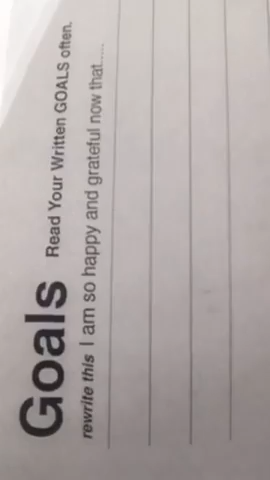 Goals Read Your Written GOALS often.
rewrite this I am so happy and grateful now that.....